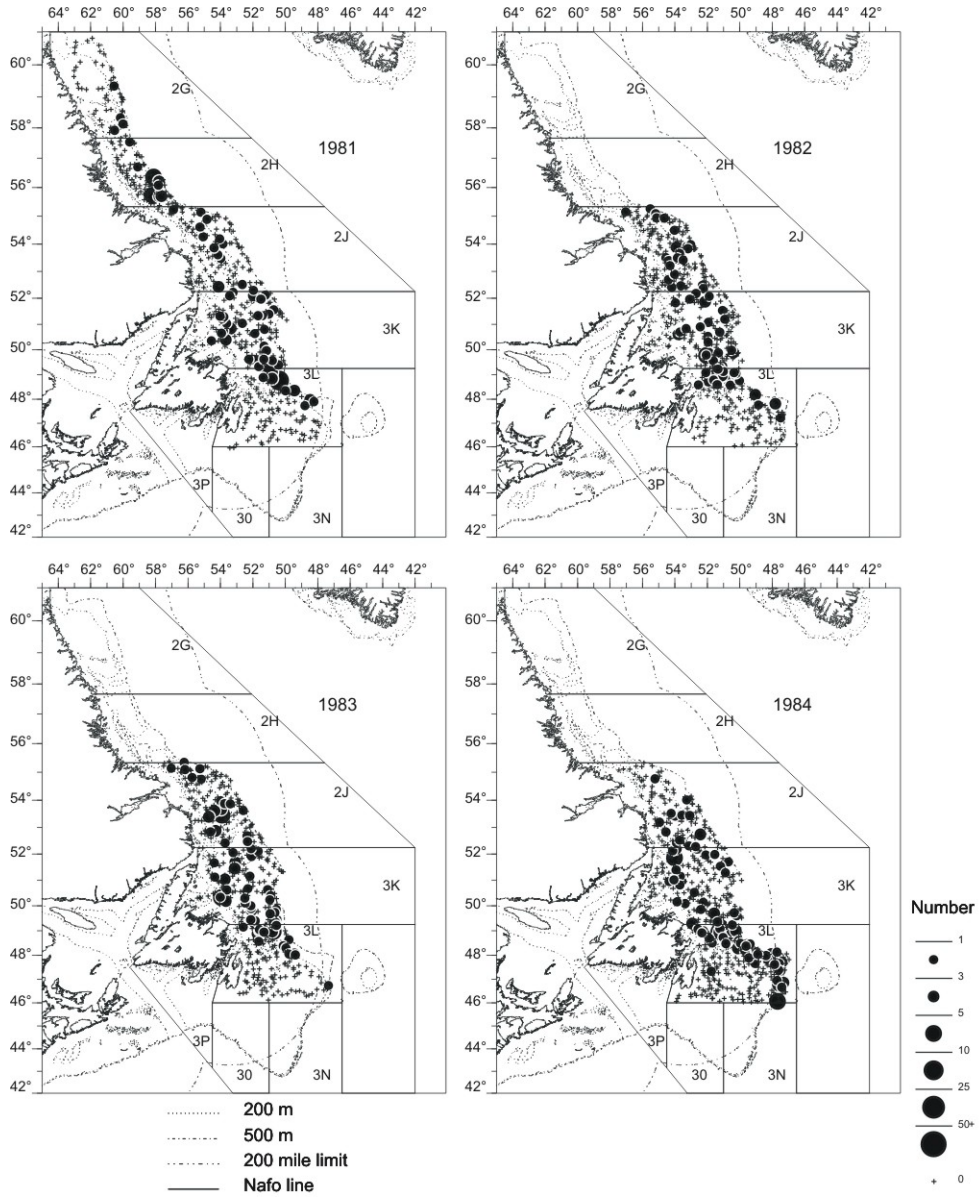 64° 62° 60° 58° 56° 54 52 50° 48° 46° 44° 42°
64° 62° 60° 58° 56° 54 52 50° 48° 46° 44° 42°
60°
58°
56°
54°
52°
50°
48°
46°
44°
42°
2G
2H
1981
2J
3K
3L
3P
30
3N
60°
58°
56°
54°
52°
50°
48°
46°
44°
42°
2G
2H
1982
2J
3K
3L
3P
30
3N
64° 62° 60° 58° 56° 54 52 50° 48° 46° 44° 42°
64° 62° 60° 58° 56° 54 52 50° 48° 46° 44° 42°
60°
58°
56°
54°
52°
50°
48°
46°
44°
42°
2G
2H
1983
2J
3K
3L
3P
30
3N
60°
58°
56°
54°
52°
50°
48°
46°
44°
42°
2G
2H
1984
2J
3K
3L
3P
30
3N
200 m
500 m
200 mile limit
Nafo line
Number
1
3
5
10
25
50+
0